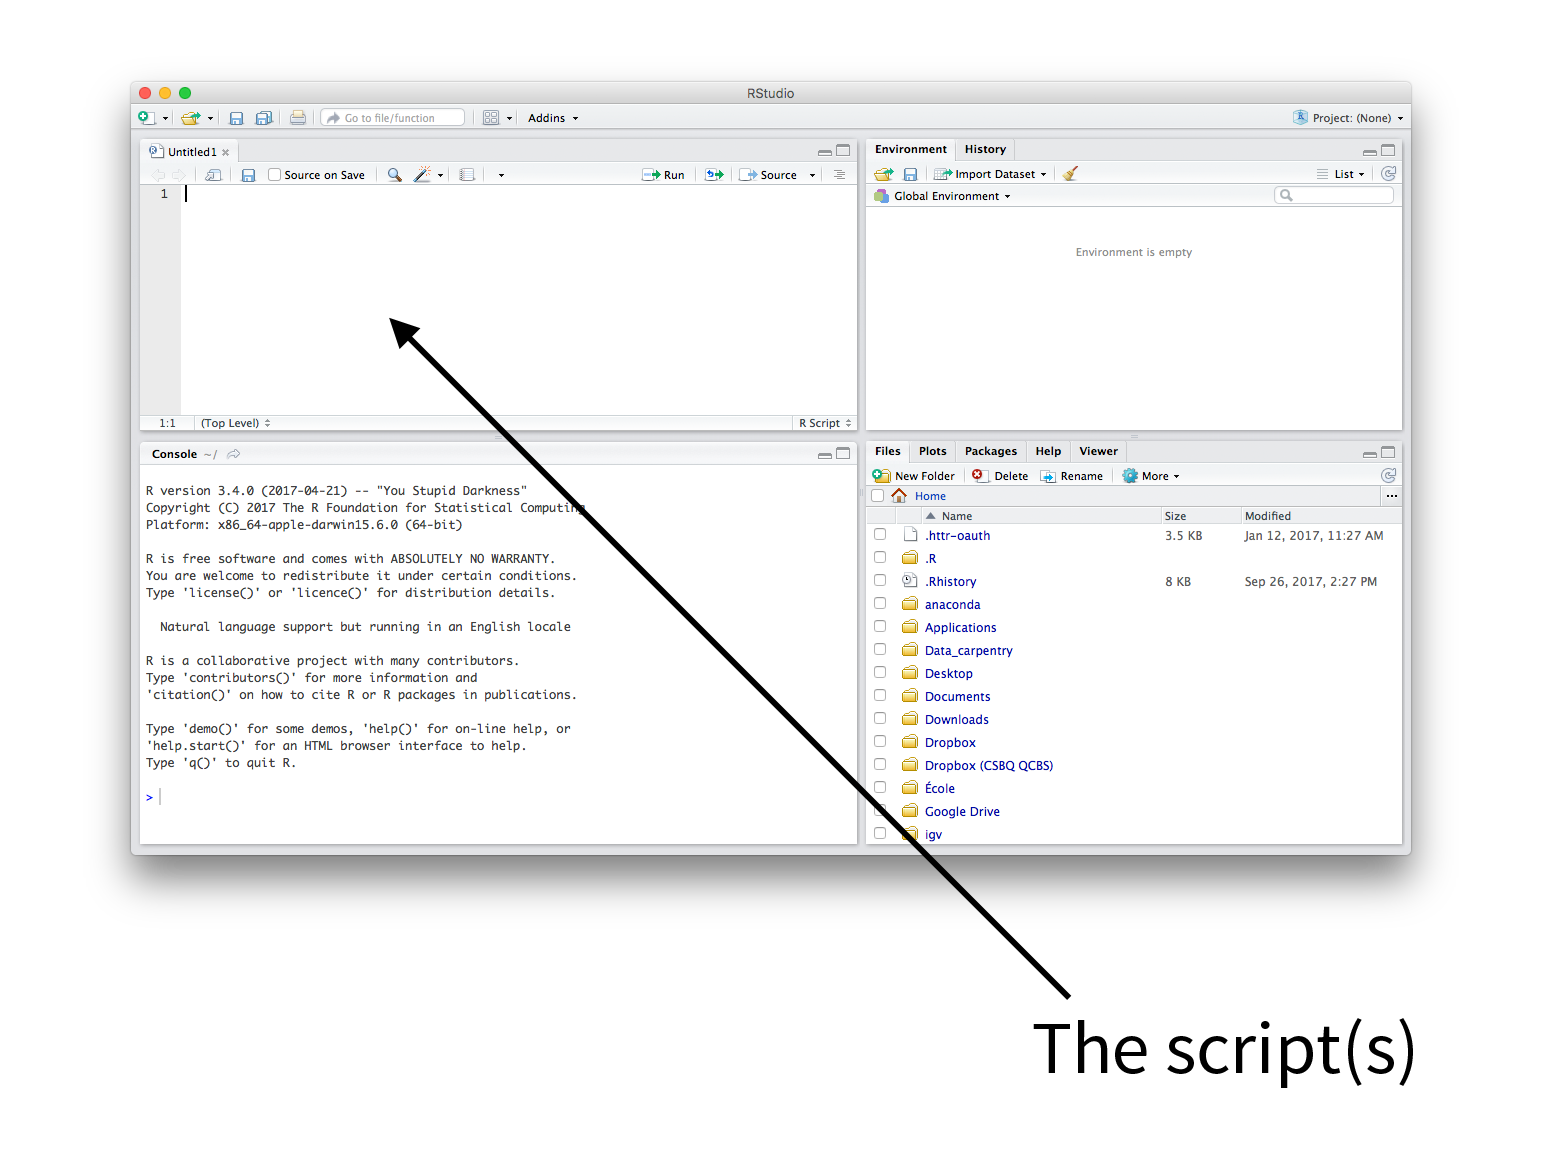 RStudio
Go to file/function
Addins
Project: (None)
Untitled1
Source on Save
Run
Source
1
1:1
(Top Level)
R Script
Console ~/
R version 3.4.0 (2017-04-21) -- "You Stupid Darkness"
Copyright (C) 2017 The R Foundation for Statistical Computing
Platform: x86_64-apple-darwin15.6.0 (64-bit)
R is free software and comes with ABSOLUTELY NO WARRANTY.
You are welcome to redistribute it under certain conditions.
Type 'license()' or 'licence()' for distribution details.
Natural language support but running in an English locale
R is a collaborative project with many contributors.
Type 'contributors()' for more information and
'citation()' on how to cite R or R packages in publications.
Type 'demo()' for some demos, 'help()' for on-line help, or
'help.start()' for an HTML browser interface to help.
Type 'q()' to quit R.
>
Environment History
Import Dataset
List
Global Environment
Environment is empty
Files Plots Packages Help Viewer
New Folder Delete Rename More
Home ...
Name Size Modified
.httr-oauth 3.5 KB Jan 12, 2017, 11:27 AM
.R
.Rhistory 8 KB Sep 26, 2017, 2:27 PM
anaconda
Applications
Data_carpentry
Desktop
Documents
Downloads
Dropbox
Dropbox (CSBQ QCBS)
École
Google Drive
igv
The script(s)